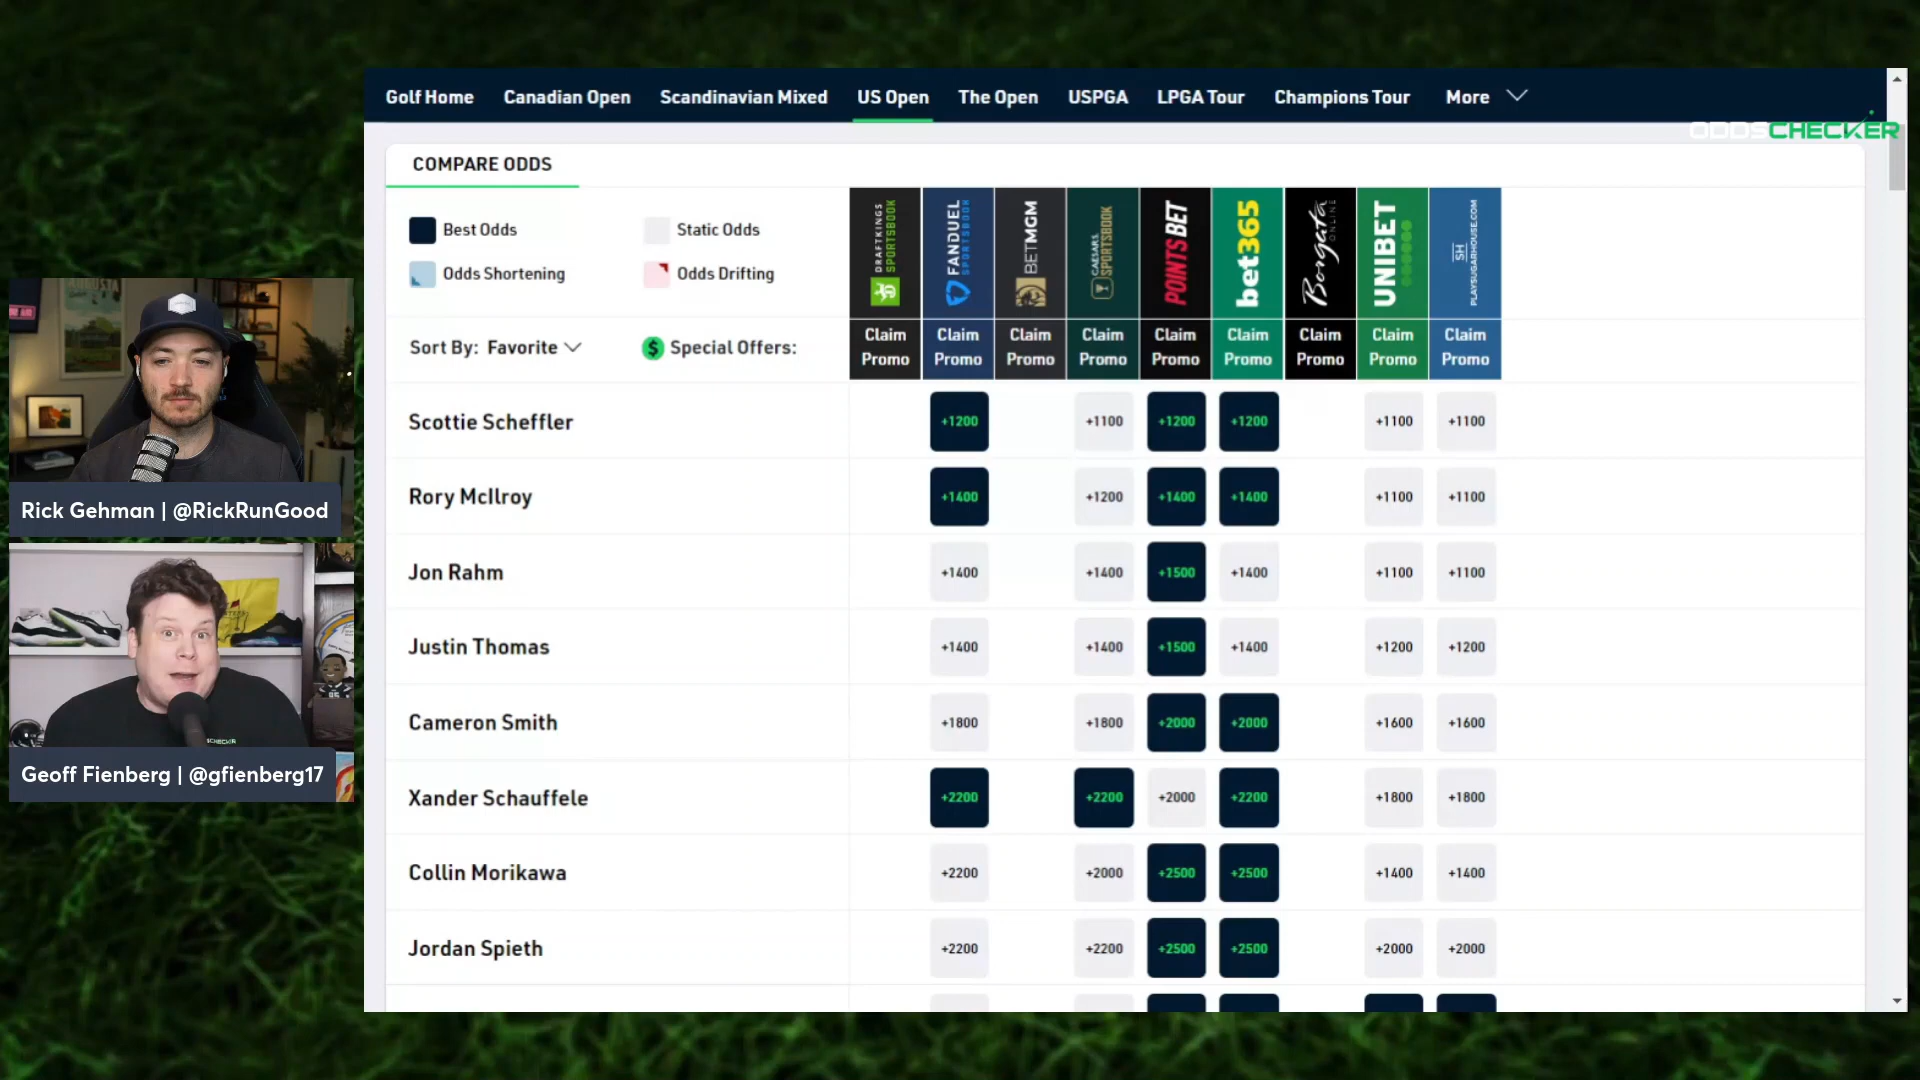 Golf Home Canadian Open Scandinavian Mixed US Open The Open USPGA LPGA Tour Champions Tour More
ODDSCHECKER
COMPARE ODDS
Best Odds Static Odds
Odds Shortening Odds Drifting
Sort By: Favorite $ Special Offers:
DRAFTKINGS SPORTSBOOK
FANDUEL SPORTSBOOK
BETMGM
CAESARS SPORTSBOOK
POINTSBET
bet365
Borgata ONLINE
UNIBET
SH PLAYSUGARHOUSE.COM
Claim Promo Claim Promo Claim Promo Claim Promo Claim Promo Claim Promo Claim Promo Claim Promo Claim Promo
Scottie Scheffler +1200 +1100 +1200 +1200 +1100 +1100
Rory McIlroy +1400 +1200 +1400 +1400 +1100 +1100
Jon Rahm +1400 +1400 +1500 +1400 +1100 +1100
Justin Thomas +1400 +1400 +1500 +1400 +1200 +1200
Cameron Smith +1800 +1800 +2000 +2000 +1600 +1600
Xander Schauffele +2200 +2200 +2000 +2200 +1800 +1800
Collin Morikawa +2200 +2000 +2500 +2500 +1400 +1400
Jordan Spieth +2200 +2200 +2500 +2500 +2000 +2000
Rick Gehman | @RickRunGood
Geoff Fienberg | @gfienberg17